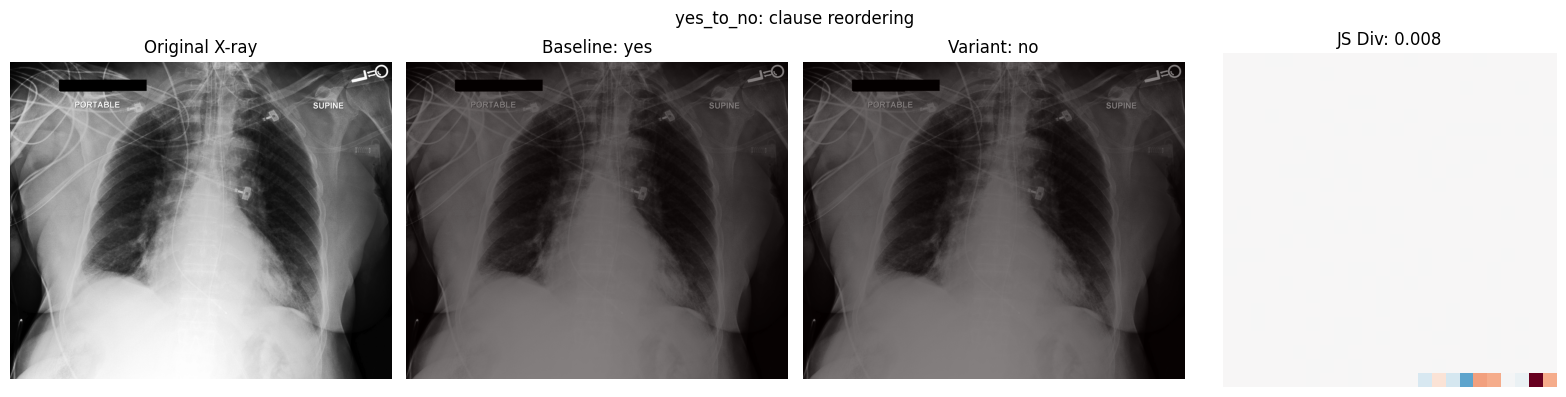 yes_to_no: clause reordering
Original X-ray
Baseline: yes
Variant: no
JS Div: 0.008
PORTABLE
SUPINE
PORTABLE
SUPINE
PORTABLE
SUPINE